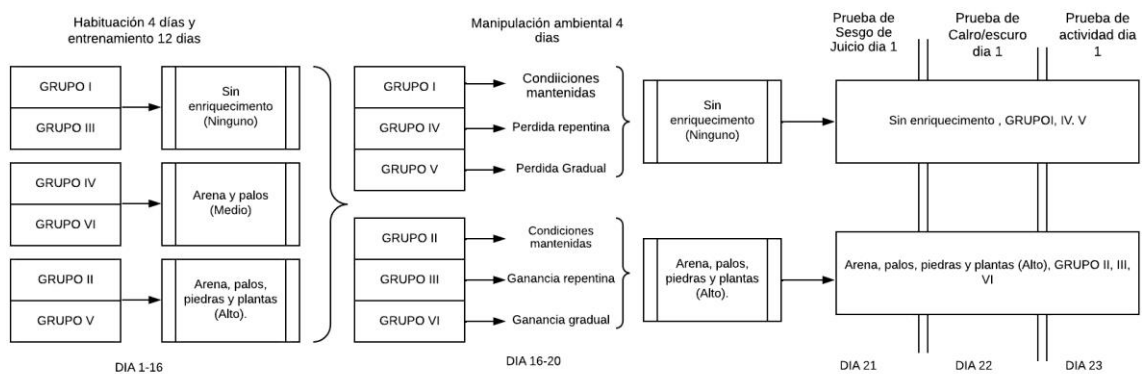 Habituación 4 días y
entrenamiento 12 dias
GRUPO I
GRUPO III
Sin
enriquecimento
(Ninguno)
GRUPO IV
GRUPO VI
Arena y palos
(Medio)
GRUPO II
GRUPO V
Arena, palos,
piedras y plantas
(Alto).
DIA 1-16
Manipulación ambiental 4
dias
GRUPO I
GRUPO IV
GRUPO V
Condiiciones
mantenidas
Perdida repentina
Perdida Gradual
Sin
enriquecimento
(Ninguno)
GRUPO II
GRUPO III
GRUPO VI
Condiciones
mantenidas
Ganancia repentina
Ganancia gradual
Arena, palos,
piedras y plantas
(Alto).
DIA 16-20
Prueba de
Sesgo de
Juicio dia 1
Prueba de
Calro/escuro
dia 1
Prueba de
actividad dia
1
Sin enriquecimento , GRUPOI, IV. V
Arena, palos, piedras y plantas (Alto), GRUPO II, III,
VI
DIA 21
DIA 22
DIA 23